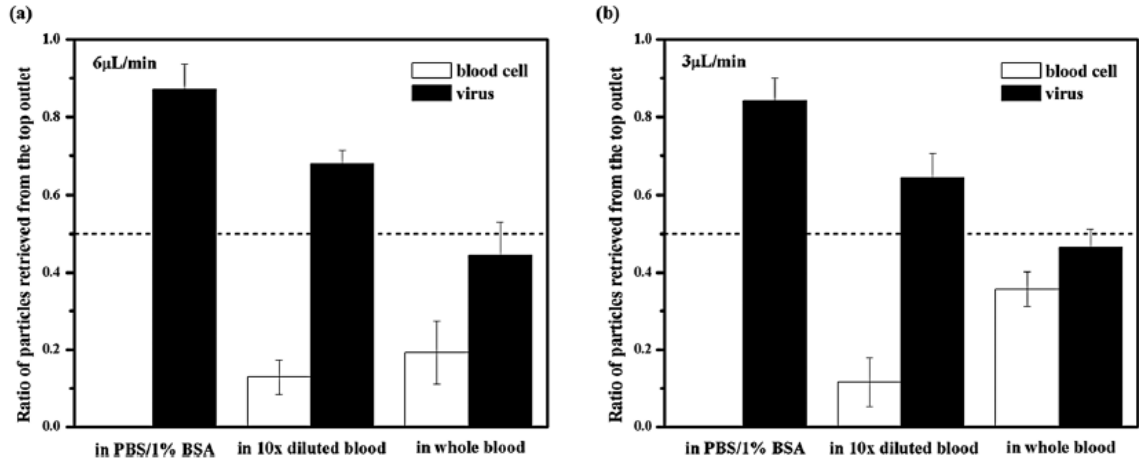 (a)
Ratio of particles retrieved from the top outlet
1.0
0.8
0.6
0.4
0.2
0.0
6μL/min
blood cell
virus
in PBS/1% BSA in 10x diluted blood in whole blood
(b)
Ratio of particles retrieved from the top outlet
1.0
0.8
0.6
0.4
0.2
0.0
3μL/min
blood cell
virus
in PBS/1% BSA in 10x diluted blood in whole blood